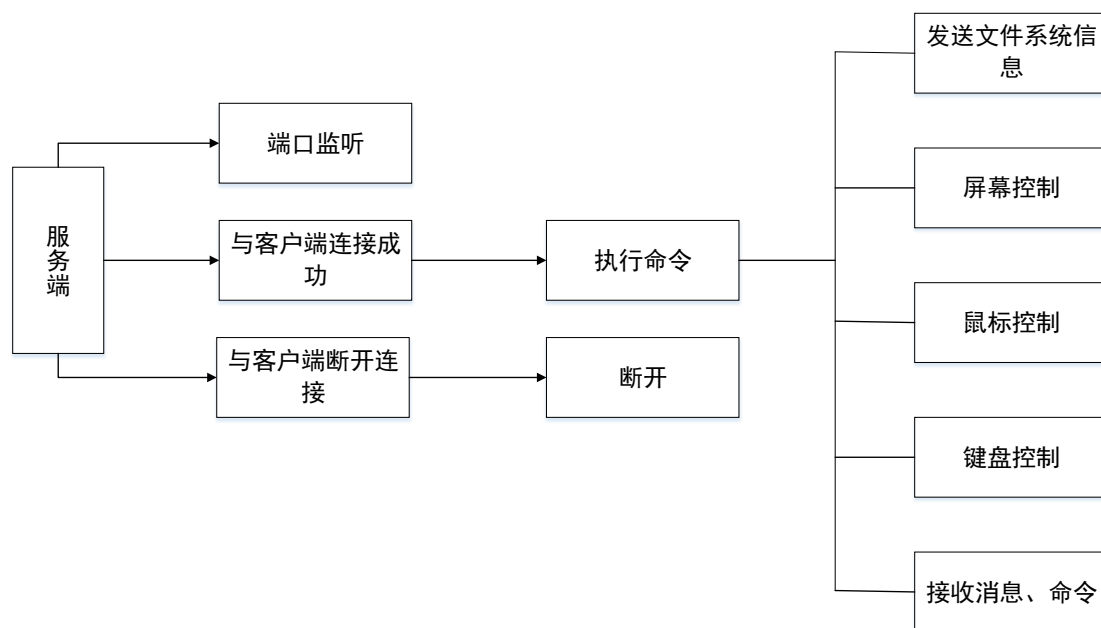 服
务
端
端口监听
与客户端连接成
功
与客户端断开连
接
执行命令
断开
发送文件系统信
息
屏幕控制
鼠标控制
键盘控制
接收消息、命令